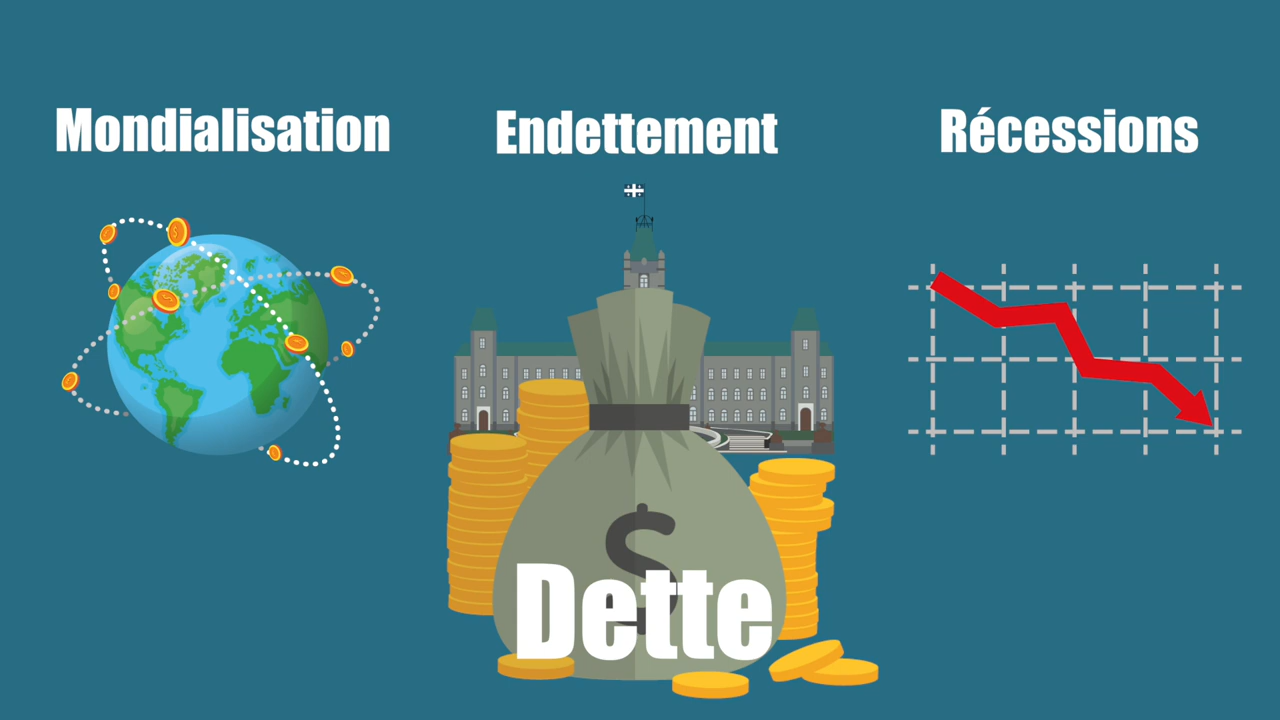 Mondialisation
Endettement
Récessions
$
Dette